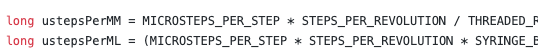 long ustepsPerMM = MICROSTEPS_PER_STEP * STEPS_PER_REVOLUTION / THREADED_R
long ustepsPerML = (MICROSTEPS_PER_STEP * STEPS_PER_REVOLUTION * SYRINGE_B